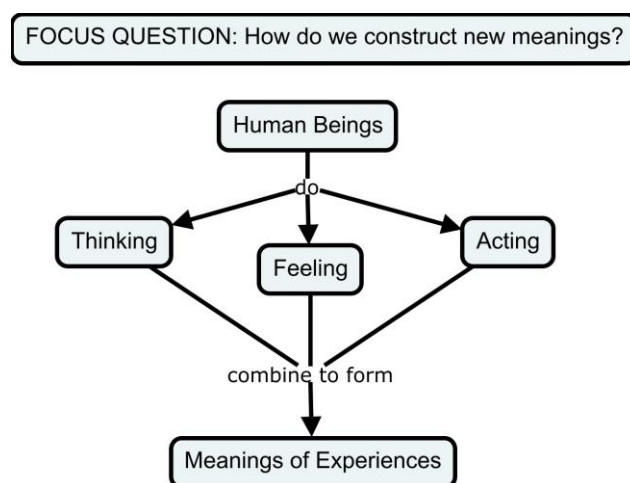 FOCUS QUESTION: How do we construct new meanings?
Human Beings
do
Thinking
Feeling
Acting
combine to form
Meanings of Experiences